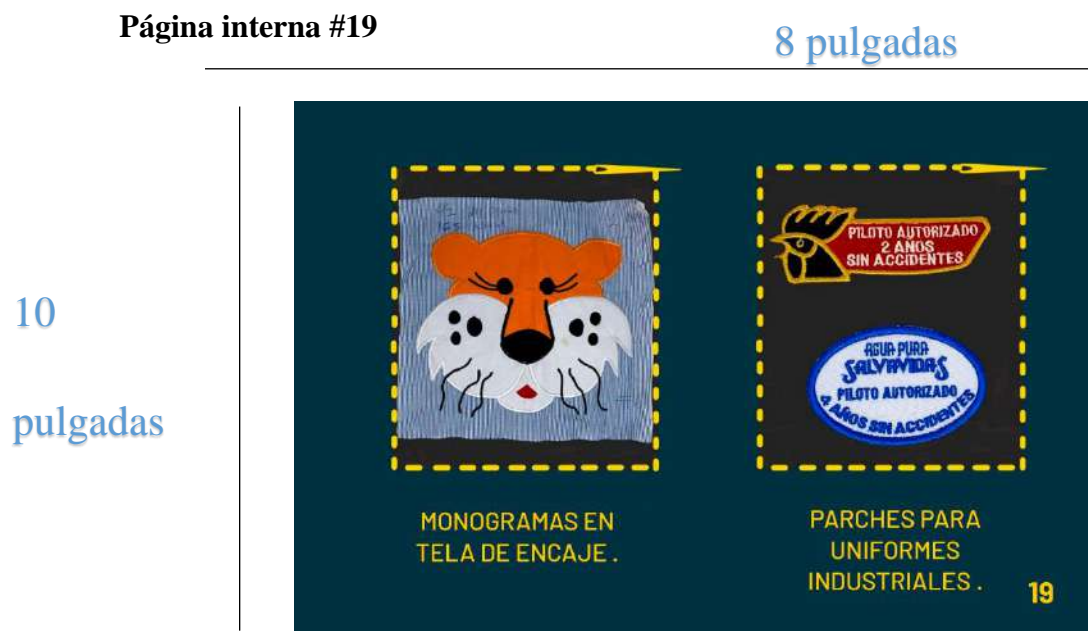 Página interna #19
8 pulgadas
10
pulgadas
PILOTO AUTORIZADO
2 AÑOS
SIN ACCIDENTES
AGUA PURA
SALVAVIDAS
PILOTO AUTORIZADO
4 AÑOS SIN ACCIDENTES
MONOGRAMAS EN
TELA DE ENCAJE .
PARCHES PARA
UNIFORMES
INDUSTRIALES .
19